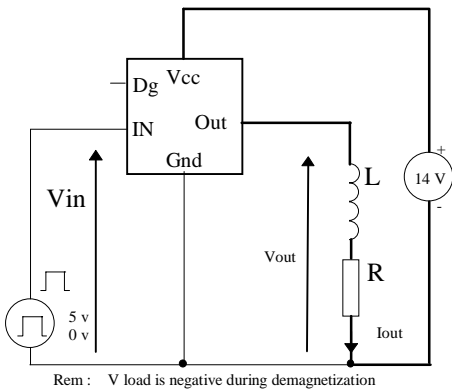 Vcc
Dg
IN
Out
Gnd
+
14 V
-
L
Vin
Vout
R
5 v
0 v
Iout
Rem : V load is negative during demagnetization